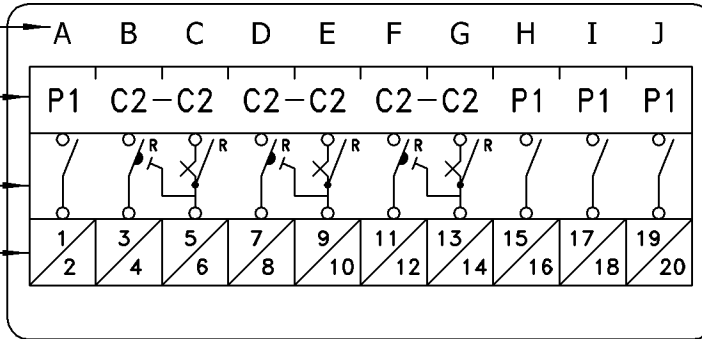 A B C D E F G H I J
P1 C2-C2 C2-C2 C2-C2 P1 P1 P1
R R R R R R
1 3 5 7 9 11 13 15 17 19
2 4 6 8 10 12 14 16 18 20